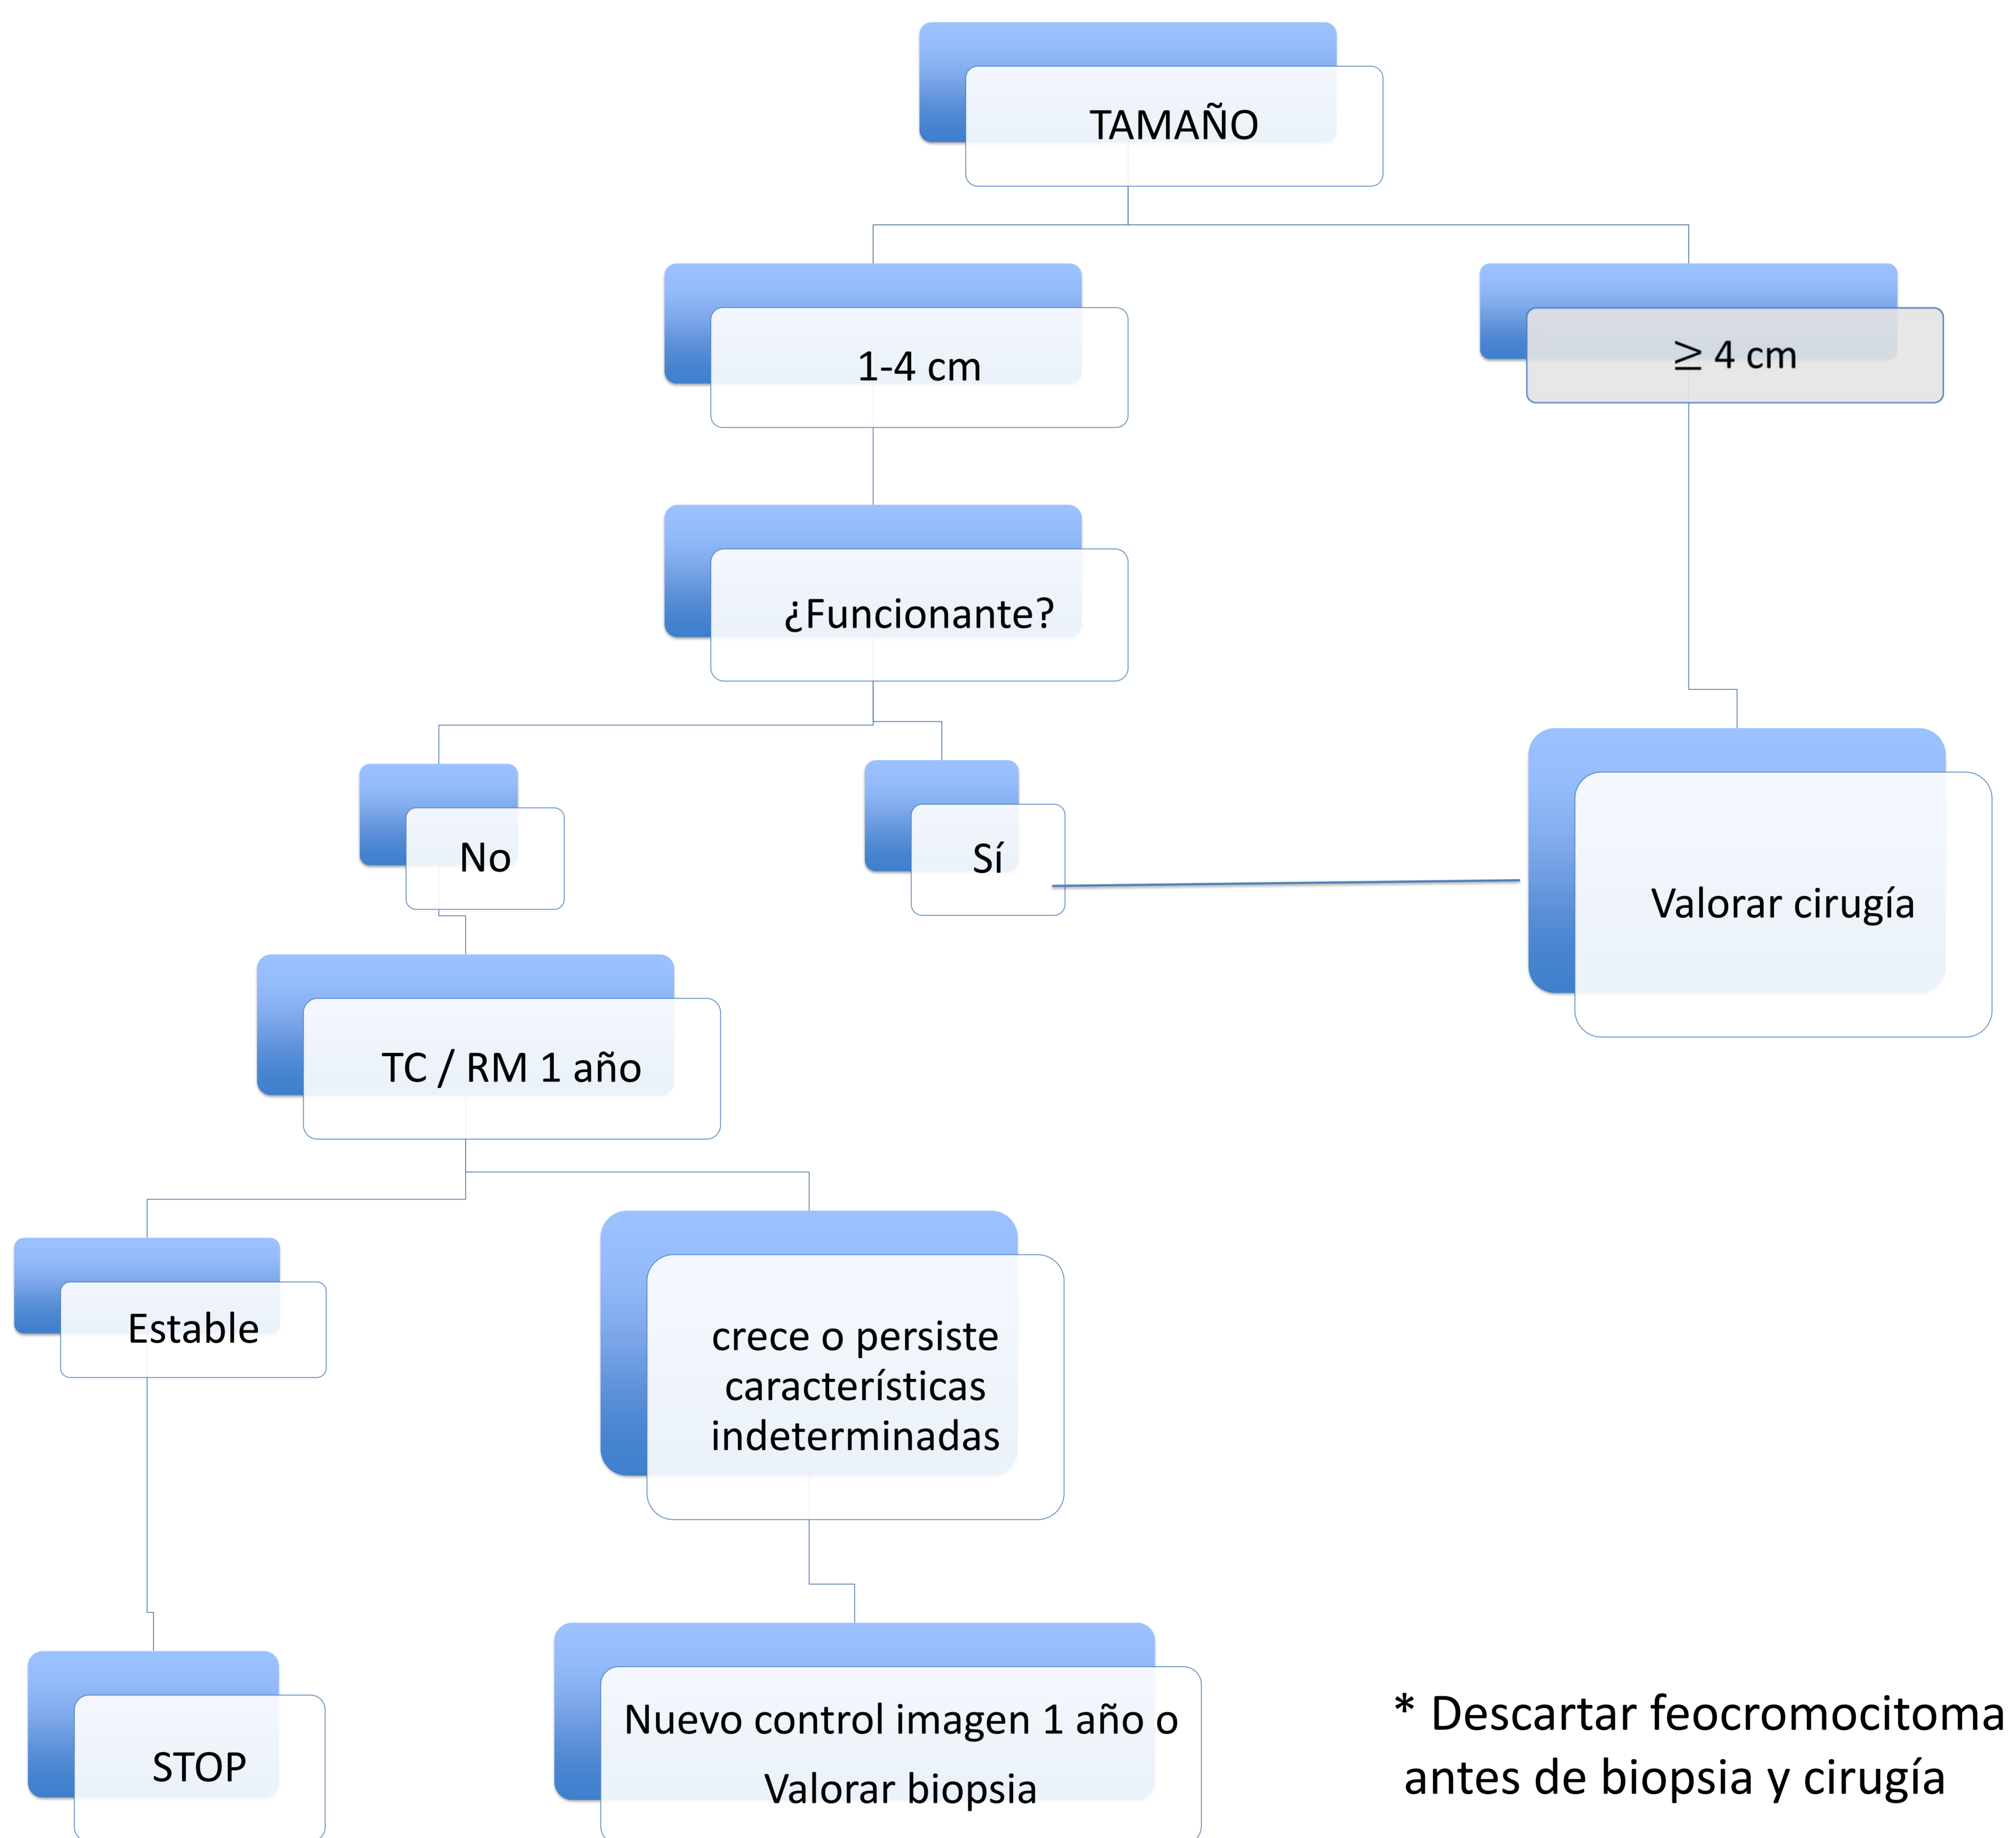 TAMAÑO
1-4 cm
≥ 4 cm
¿Funcionante?
No
Sí
Valorar cirugía
TC / RM 1 año
Estable
crece o persiste
características
indeterminadas
STOP
Nuevo control imagen 1 año o
Valorar biopsia
* Descartar feocromocitoma
antes de biopsia y cirugía